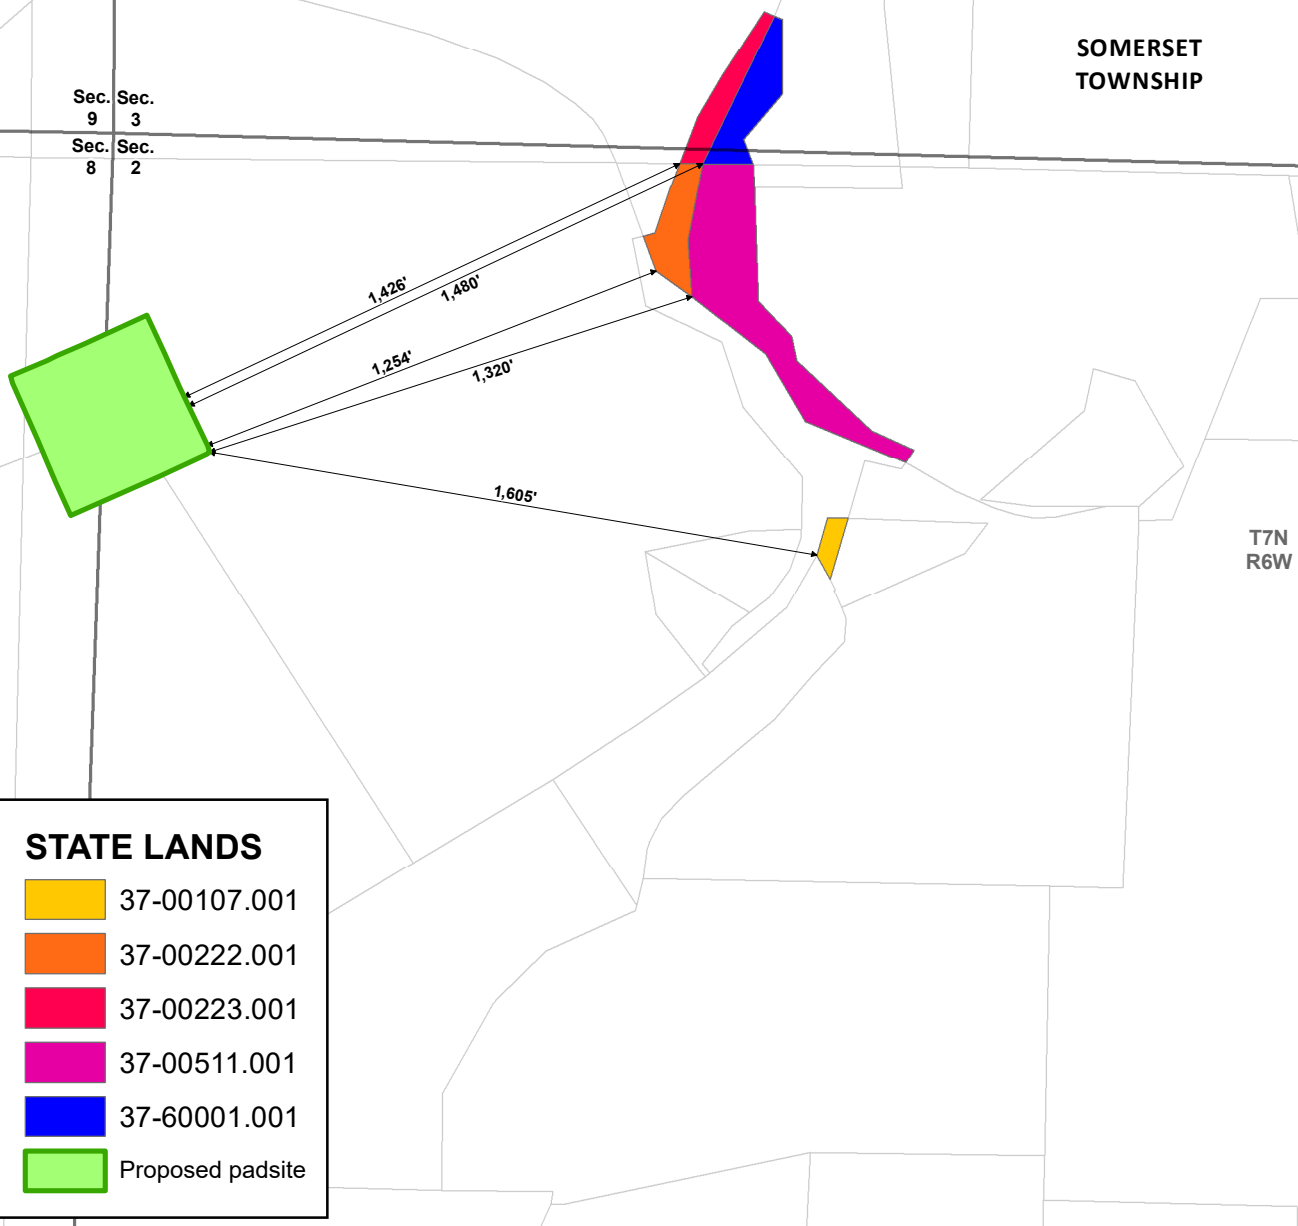 SOMERSET
TOWNSHIP
Sec. Sec.
9 3
Sec. Sec.
8 2
1,426'
1,480'
1,254'
1,320'
1,605'
T7N
R6W
STATE LANDS
37-00107.001
37-00222.001
37-00223.001
37-00511.001
37-60001.001
Proposed padsite